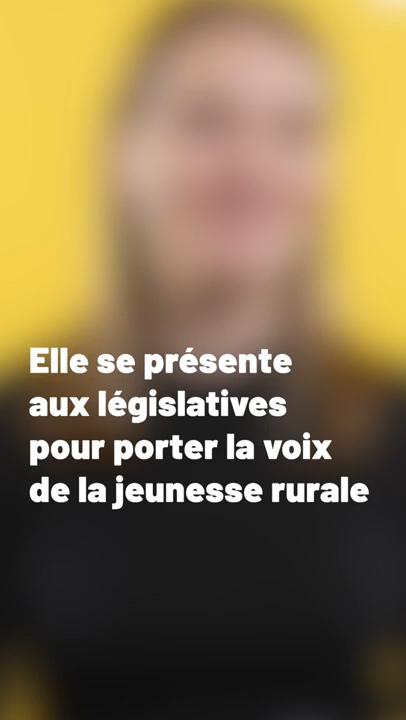 Elle se présente
aux législatives
pour porter la voix
de la jeunesse rurale